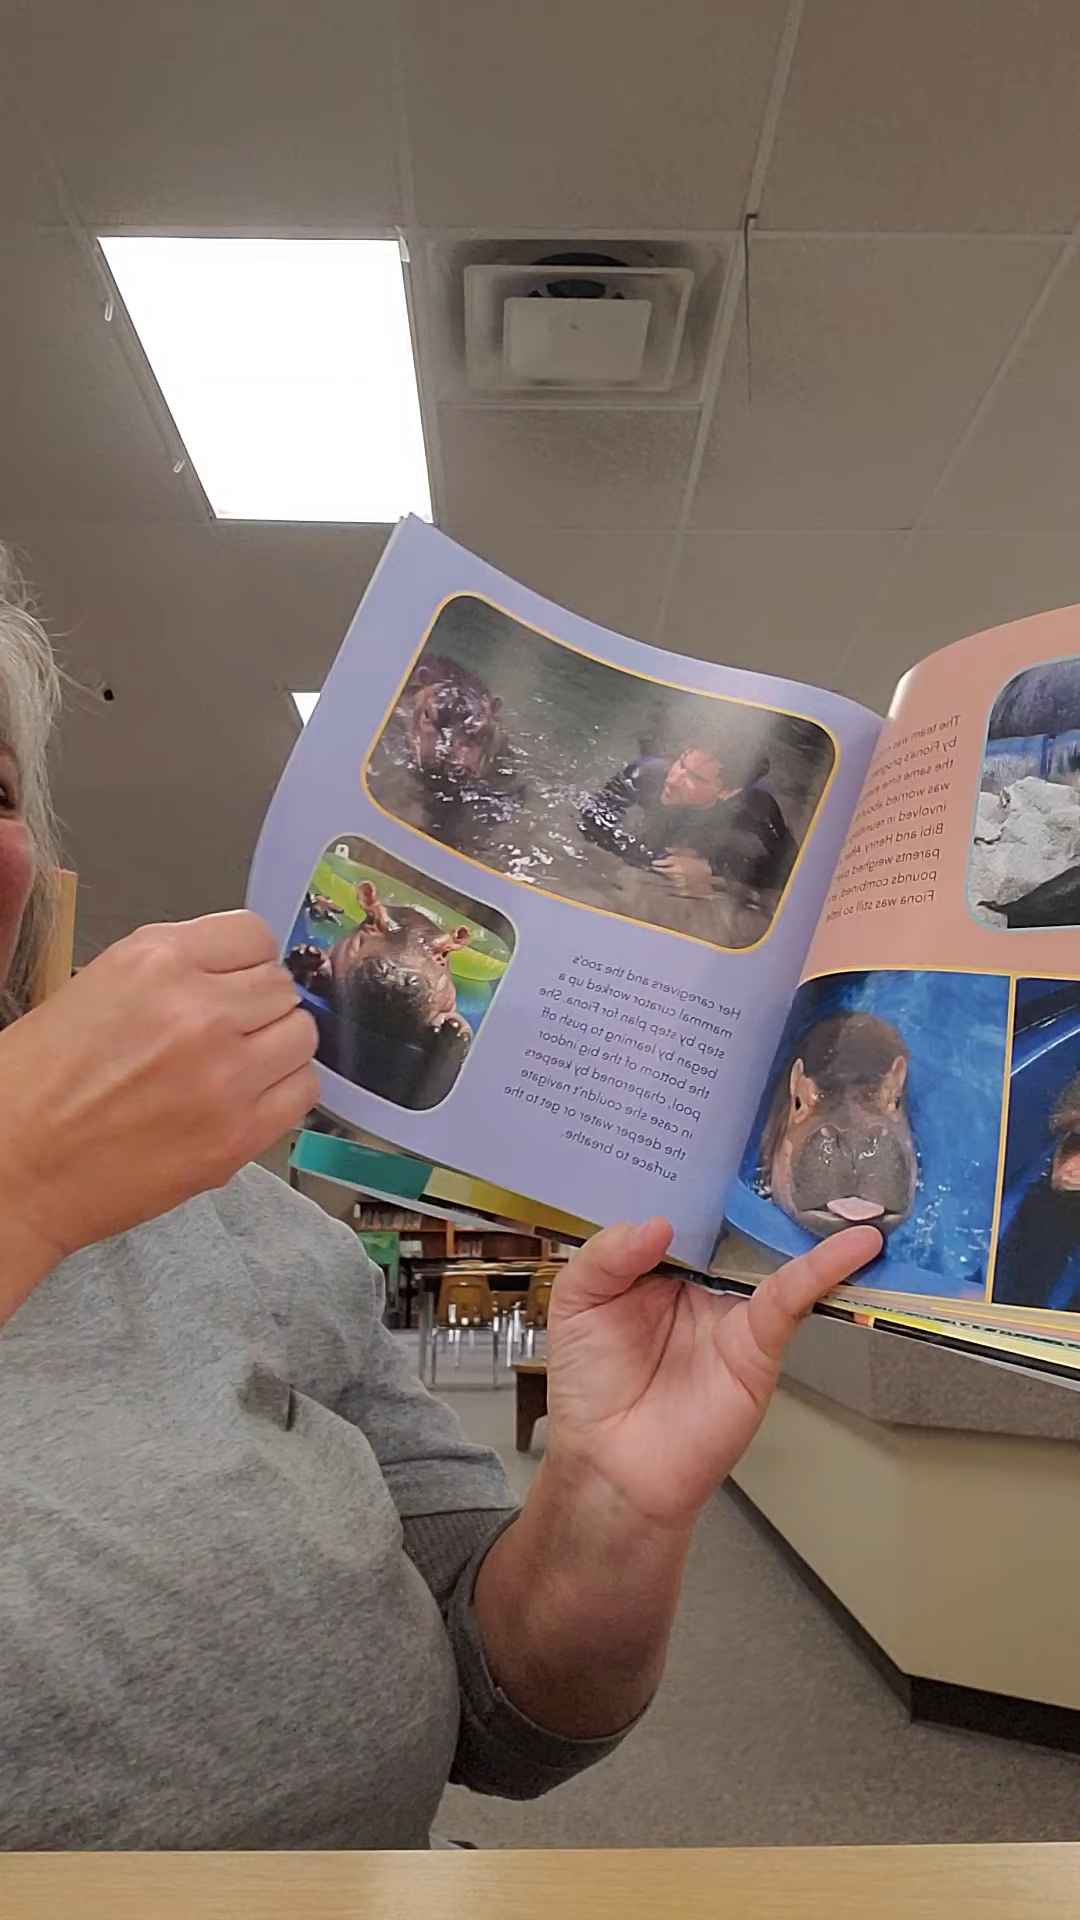 Her caregivers and the zoo's
mammal curator worked up a
step by step plan for Fiona. She
began by learning to push off
the bottom of the big indoor
pool, chaperoned by keepers
in case she couldn't navigate
the deeper water or get to the
surface to breathe.
The team was
by Fiona's
the same time
was worried about
involved in
Bibi and Henry.
parents weighed
pounds combined,
Fiona was still so little